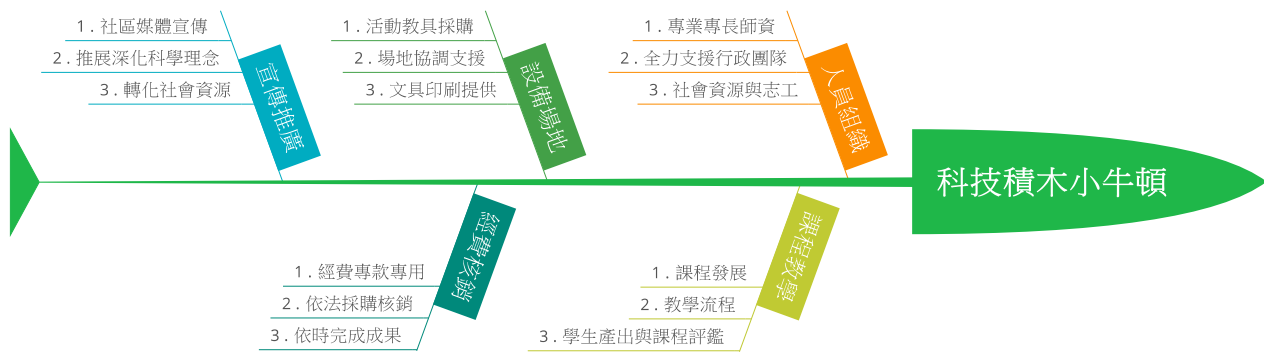 宣傳推廣
1 . 社區媒體宣傳
2 . 推展深化科學理念
3 . 轉化社會資源
設備場地
1 . 活動教具採購
2 . 場地協調支援
3 . 文具印刷提供
人員組織
1 . 專業專長師資
2 . 全力支援行政團隊
3 . 社會資源與志工
科技積木小牛頓
經費核銷
1 . 經費專款專用
2 . 依法採購核銷
3 . 依時完成成果
課程教學
1 . 課程發展
2 . 教學流程
3 . 學生產出與課程評鑑